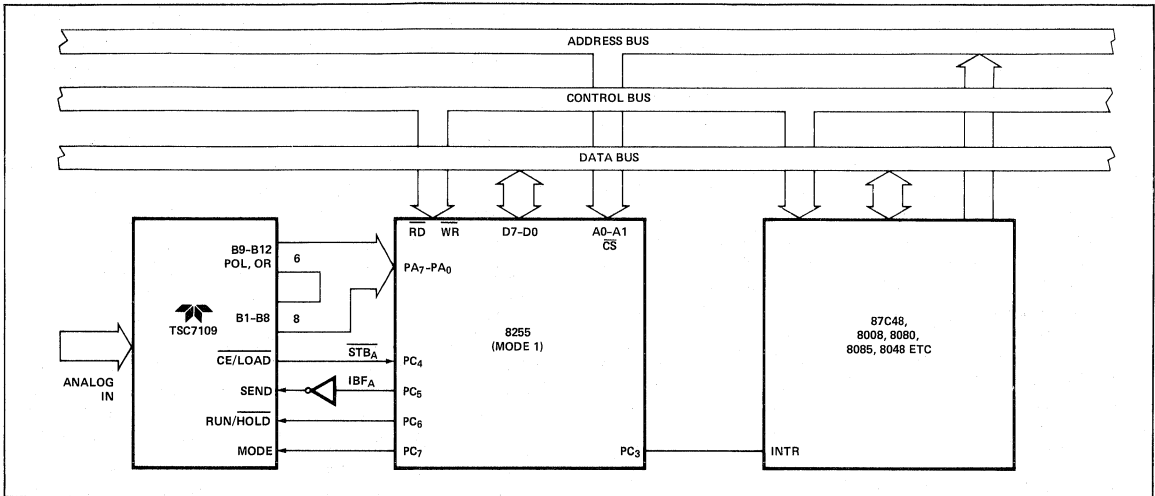 ADDRESS BUS
CONTROL BUS
DATA BUS
B9-B12
POL, OR
6
B1-B8
8
TSC7109
CE/LOAD
SEND
RUN/HOLD
MODE
ANALOG
IN
STBA
IBFA
RD WR D7-D0 A0-A1
CS
PA7-PA0
8255
(MODE 1)
PC4
PC5
PC6
PC7
PC3
87C48,
8008, 8080,
8085, 8048 ETC
INTR